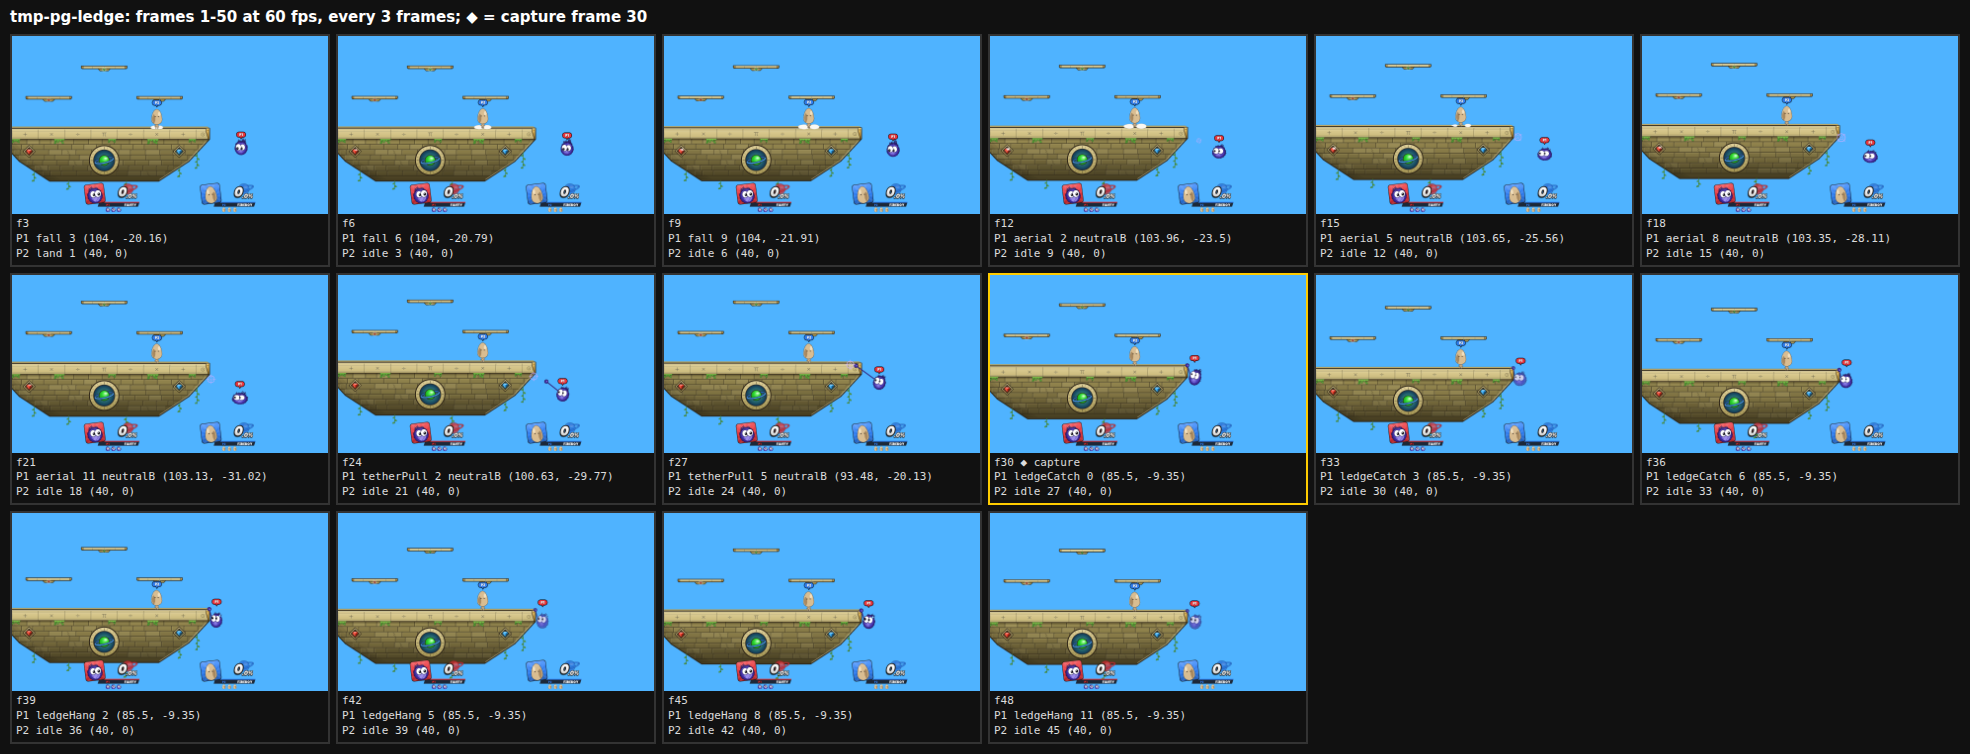 tmp-pg-ledge: frames 1-50 at 60 fps, every 3 frames; ◆ = capture frame 30
f3
P1 fall 3 (104, -20.16)
P2 land 1 (40, 0)
f6
P1 fall 6 (104, -20.79)
P2 idle 3 (40, 0)
f9
P1 fall 9 (104, -21.91)
P2 idle 6 (40, 0)
f12
P1 aerial 2 neutralB (103.96, -23.5)
P2 idle 9 (40, 0)
f15
P1 aerial 5 neutralB (103.65, -25.56)
P2 idle 12 (40, 0)
f18
P1 aerial 8 neutralB (103.35, -28.11)
P2 idle 15 (40, 0)
f21
P1 aerial 11 neutralB (103.13, -31.02)
P2 idle 18 (40, 0)
f24
P1 tetherPull 2 neutralB (100.63, -29.77)
P2 idle 21 (40, 0)
f27
P1 tetherPull 5 neutralB (93.48, -20.13)
P2 idle 24 (40, 0)
f30 ◆ capture
P1 ledgeCatch 0 (85.5, -9.35)
P2 idle 27 (40, 0)
f33
P1 ledgeCatch 3 (85.5, -9.35)
P2 idle 30 (40, 0)
f36
P1 ledgeCatch 6 (85.5, -9.35)
P2 idle 33 (40, 0)
f39
P1 ledgeHang 2 (85.5, -9.35)
P2 idle 36 (40, 0)
f42
P1 ledgeHang 5 (85.5, -9.35)
P2 idle 39 (40, 0)
f45
P1 ledgeHang 8 (85.5, -9.35)
P2 idle 42 (40, 0)
f48
P1 ledgeHang 11 (85.5, -9.35)
P2 idle 45 (40, 0)